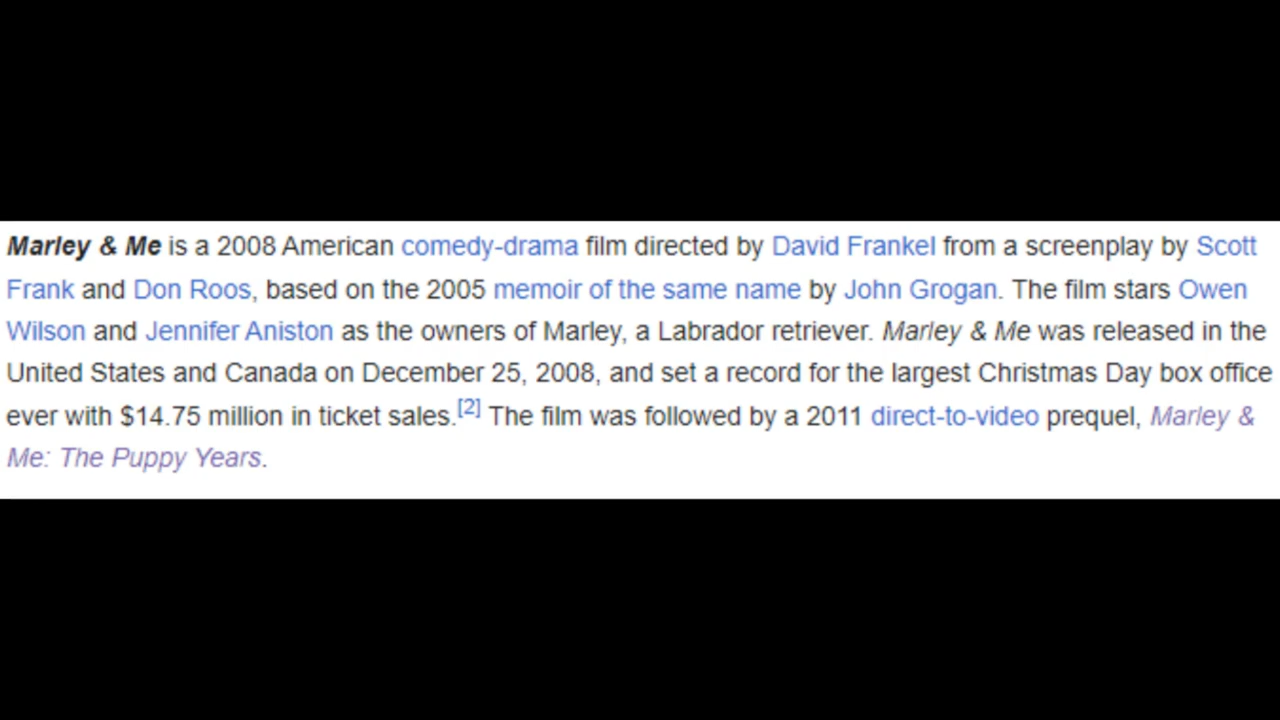 Marley & Me is a 2008 American comedy-drama film directed by David Frankel from a screenplay by Scott
Frank and Don Roos, based on the 2005 memoir of the same name by John Grogan. The film stars Owen
Wilson and Jennifer Aniston as the owners of Marley, a Labrador retriever. Marley & Me was released in the
United States and Canada on December 25, 2008, and set a record for the largest Christmas Day box office
ever with $14.75 million in ticket sales.[2] The film was followed by a 2011 direct-to-video prequel, Marley &
Me: The Puppy Years.